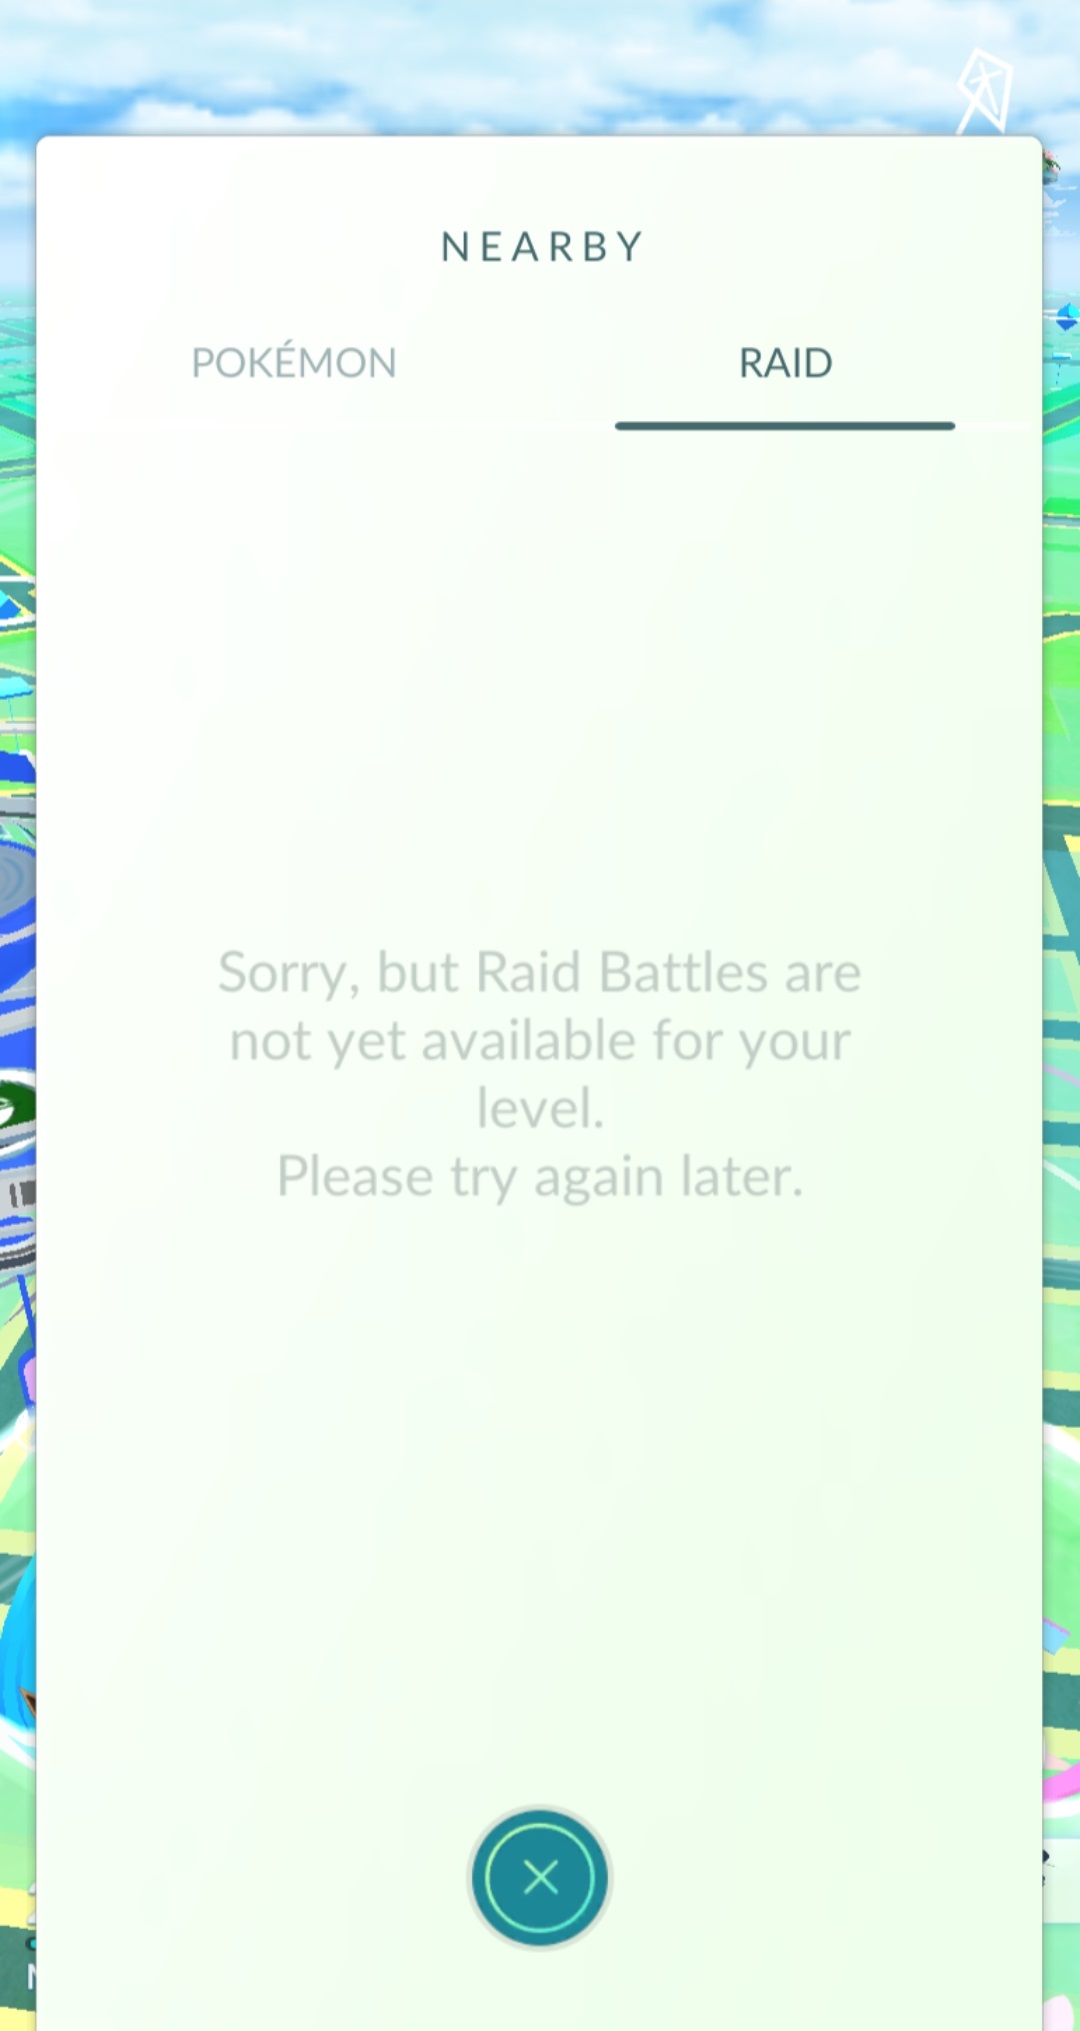 NEARBY
POKÉMON
RAID
Sorry, but Raid Battles are
not yet available for your
level.
Please try again later.